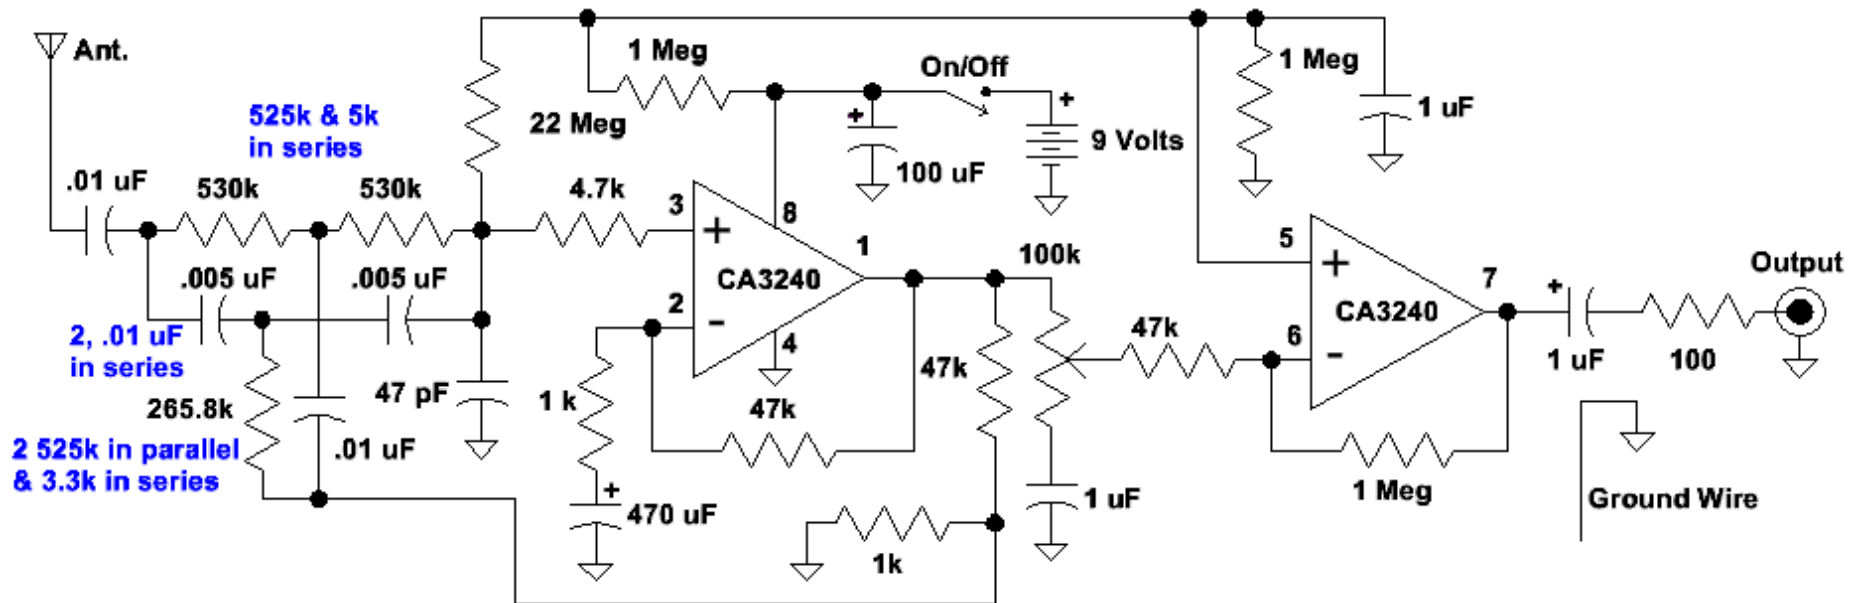 Ant.
1 Meg
On/Off
1 Meg
+
1 uF
525k & 5k
in series
22 Meg
+
9 Volts
100 uF
.01 uF
530k
530k
4.7k
3
8
+
1
5
+
7
Output
.005 uF
.005 uF
CA3240
100k
CA3240
+
2
-
4
6
-
47k
1 uF
100
2, .01 uF
in series
47 pF
1 k
47k
47k
265.8k
2 525k in parallel
& 3.3k in series
.01 uF
1 Meg
+
470 uF
1 uF
Ground Wire
1k